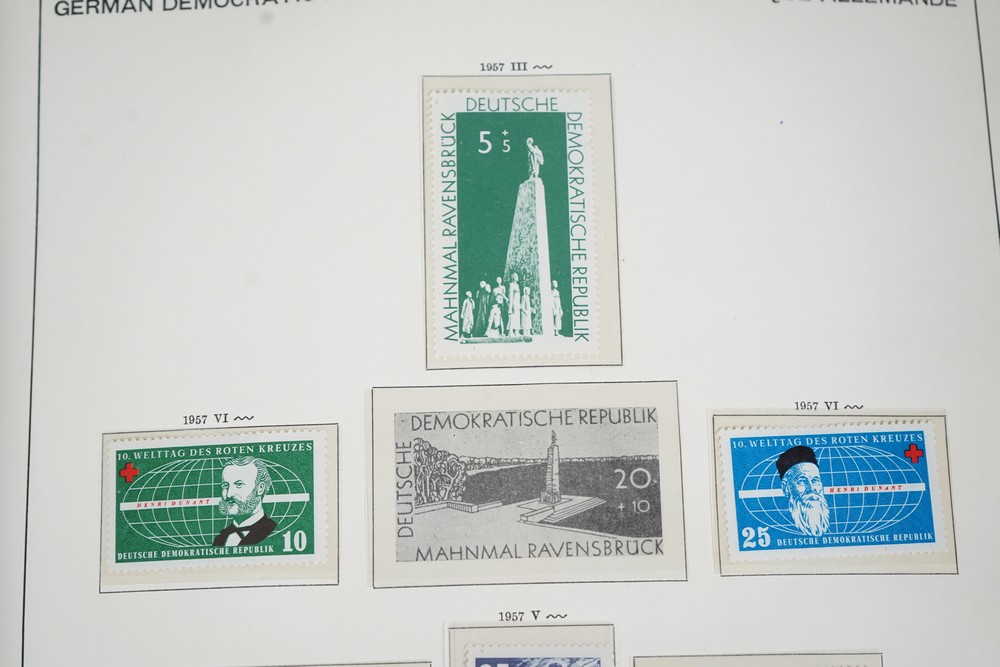 GERMAN DEMOCRATI
ALLEMANDE
1957 III
DEUTSCHE
DEMOKRATISCHE REPUBLIK
MAHNMAL RAVENSBRÜCK
5 + 5
1957 VI
10. WELTTAG DES ROTEN KREUZES
HENRI DUNANT
DEUTSCHE DEMOKRATISCHE REPUBLIK 10
DEMOKRATISCHE REPUBLIK
DEUTSCHE
20
+ 10
MAHNMAL RAVENSBRÜCK
1957 VI
10. WELTTAG DES ROTEN KREUZES
HENRI DUNANT
25 DEUTSCHE DEMOKRATISCHE REPUBLIK
1957 V
25